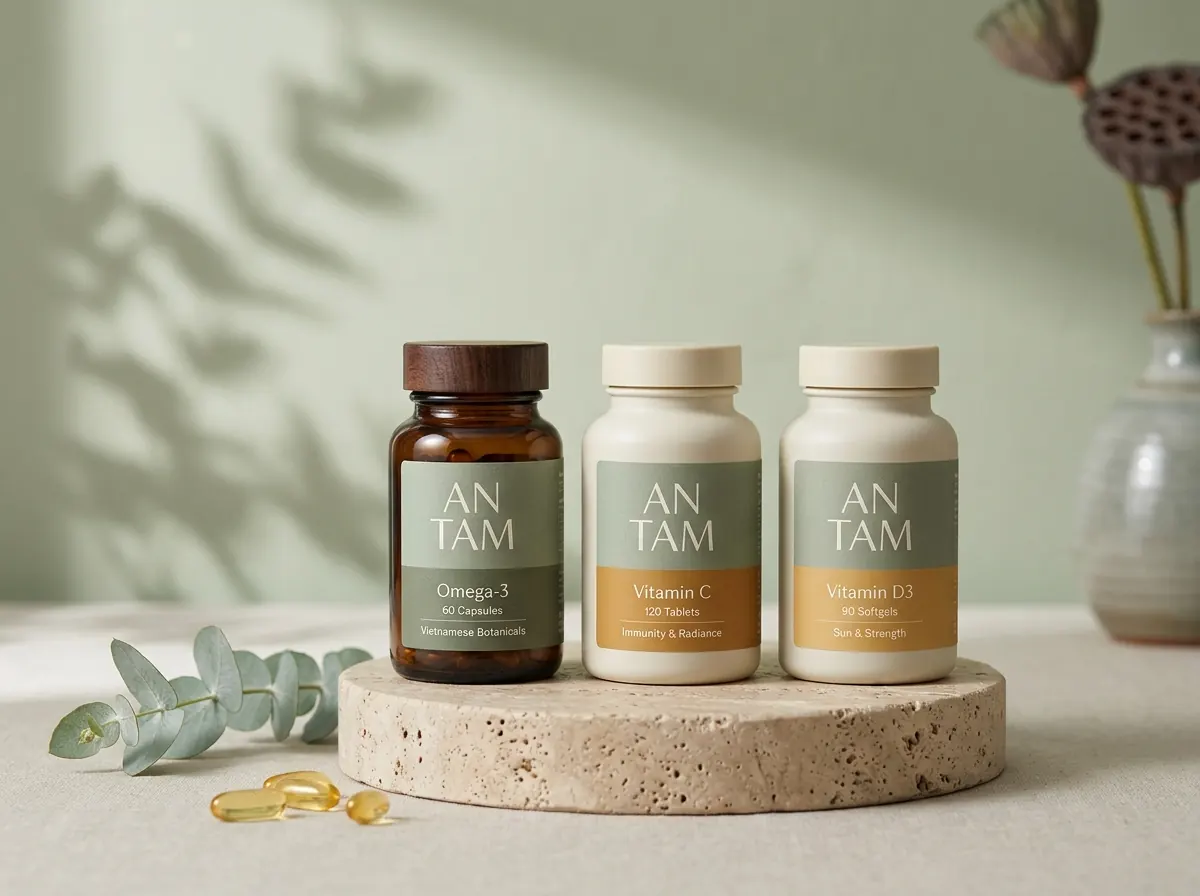 AN
TAM
Omega-3
60 Capsules
Vietnamese Botanicals
AN
TAM
Vitamin C
120 Tablets
Immunity & Radiance
AN
TAM
Vitamin D3
90 Softgels
Sun & Strength